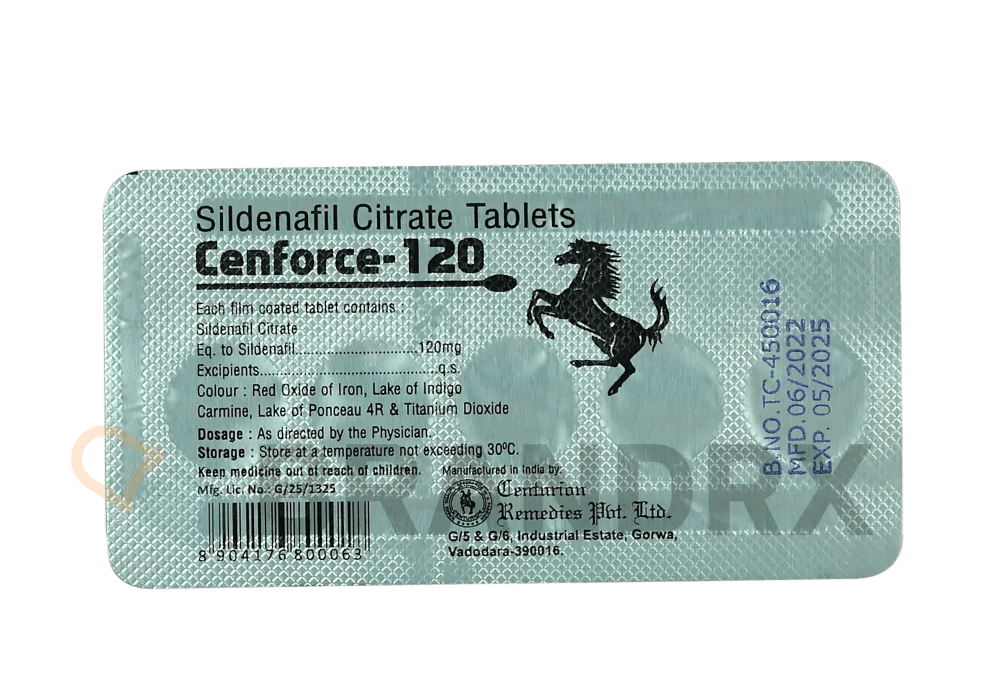 Sildenafil Citrate Tablets
Cenforce-120
Each film coated tablet contains :
Sildenafil Citrate
Eq. to Sildenafil..............................120mg
Excipients..........................................q.s.
Colour : Red Oxide of Iron, Lake of Indigo
Carmine, Lake of Ponceau 4R & Titanium Dioxide
Dosage : As directed by the Physician.
Storage : Store at a temperature not exceeding 30ºC.
Keep medicine out of reach of children.
Mfg. Lic. No.: G/25/1325
8 904176 800063
Manufactured in India by:
Centurion
Remedies Pvt. Ltd.
G/5 & G/6, Industrial Estate, Gorwa,
Vadodara-390016.
B.NO.TC-450016
MFD.06/2022
EXP. 05/2025